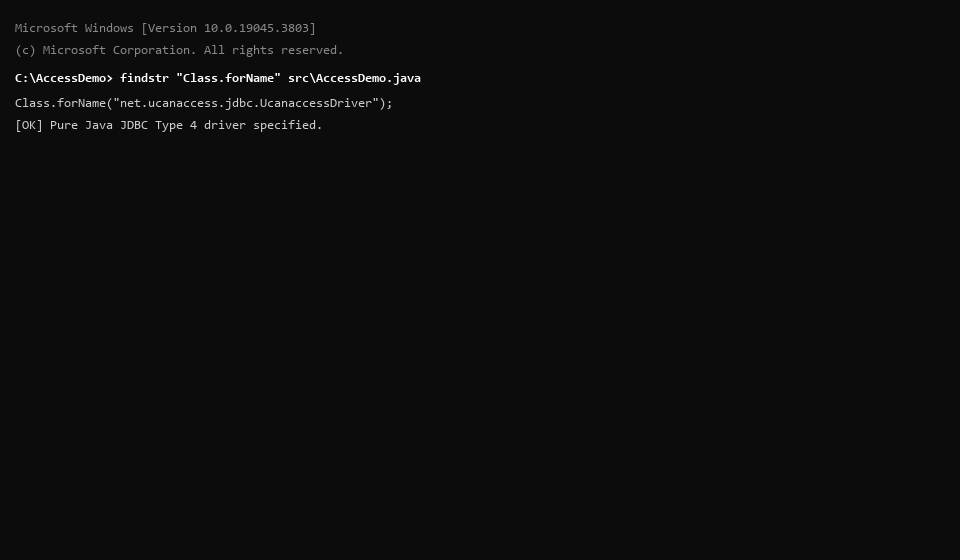 Microsoft Windows [Version 10.0.19045.3803]
(c) Microsoft Corporation. All rights reserved.
C:\AccessDemo> findstr "Class.forName" src\AccessDemo.java
Class.forName("net.ucanaccess.jdbc.UcanaccessDriver");
[OK] Pure Java JDBC Type 4 driver specified.